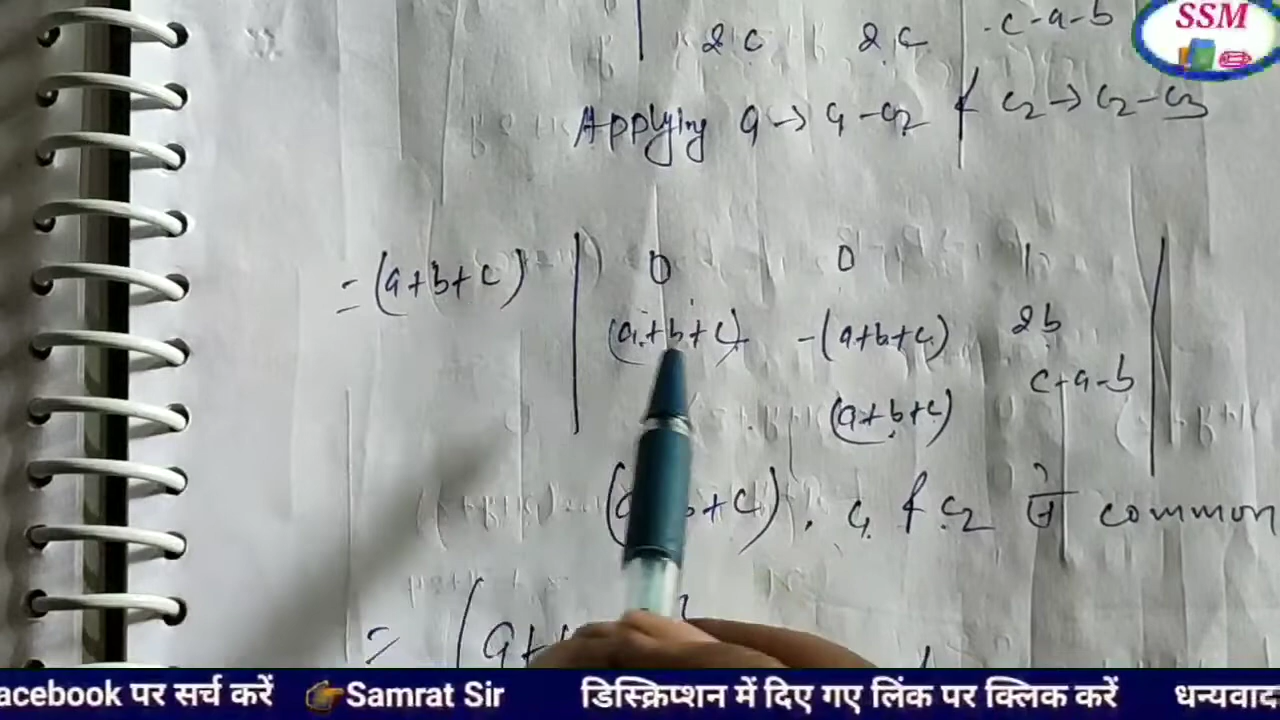 SSM
2c 2c c-a-b
Applying C1 → C1 - C2 & C2 → C2 - C3
= (a+b+c) | 0 0 1 |
(a+b+c) -(a+b+c) 2b
(a+b+c) c-a-b
+c), C1 & C2 से common
= (a+
acebook पर सर्च करें 👉Samrat Sir डिस्क्रिप्शन में दिए गए लिंक पर क्लिक करें धन्यवाद